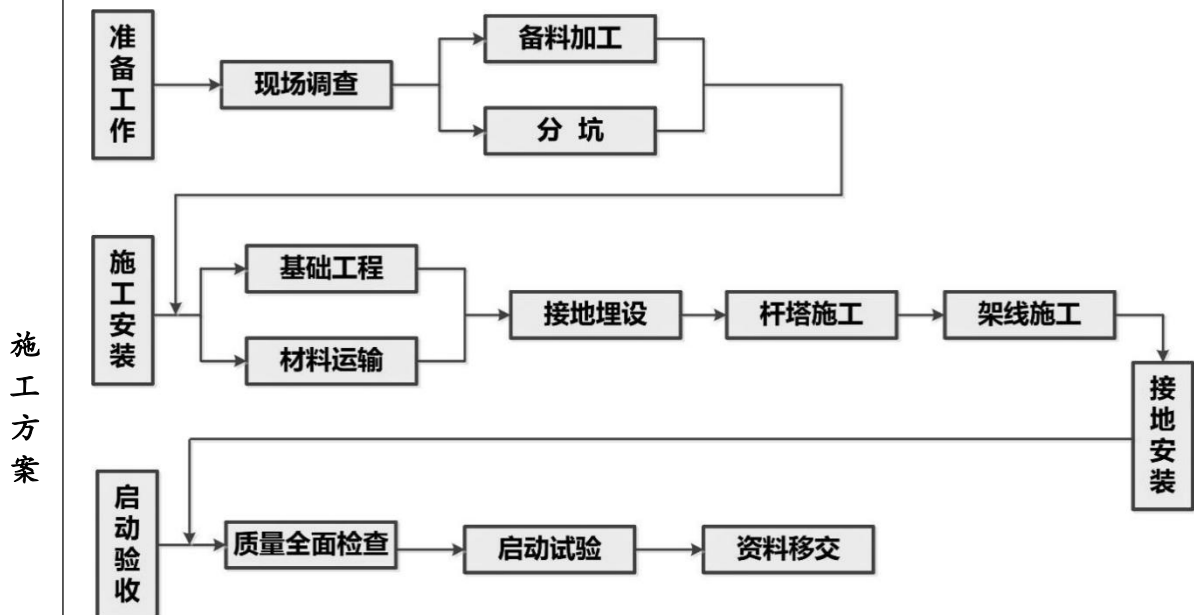 施工方案
准备工作
现场调查
备料加工
分 坑
施工安装
基础工程
材料运输
接地埋设
杆塔施工
架线施工
接地安装
启动验收
质量全面检查
启动试验
资料移交